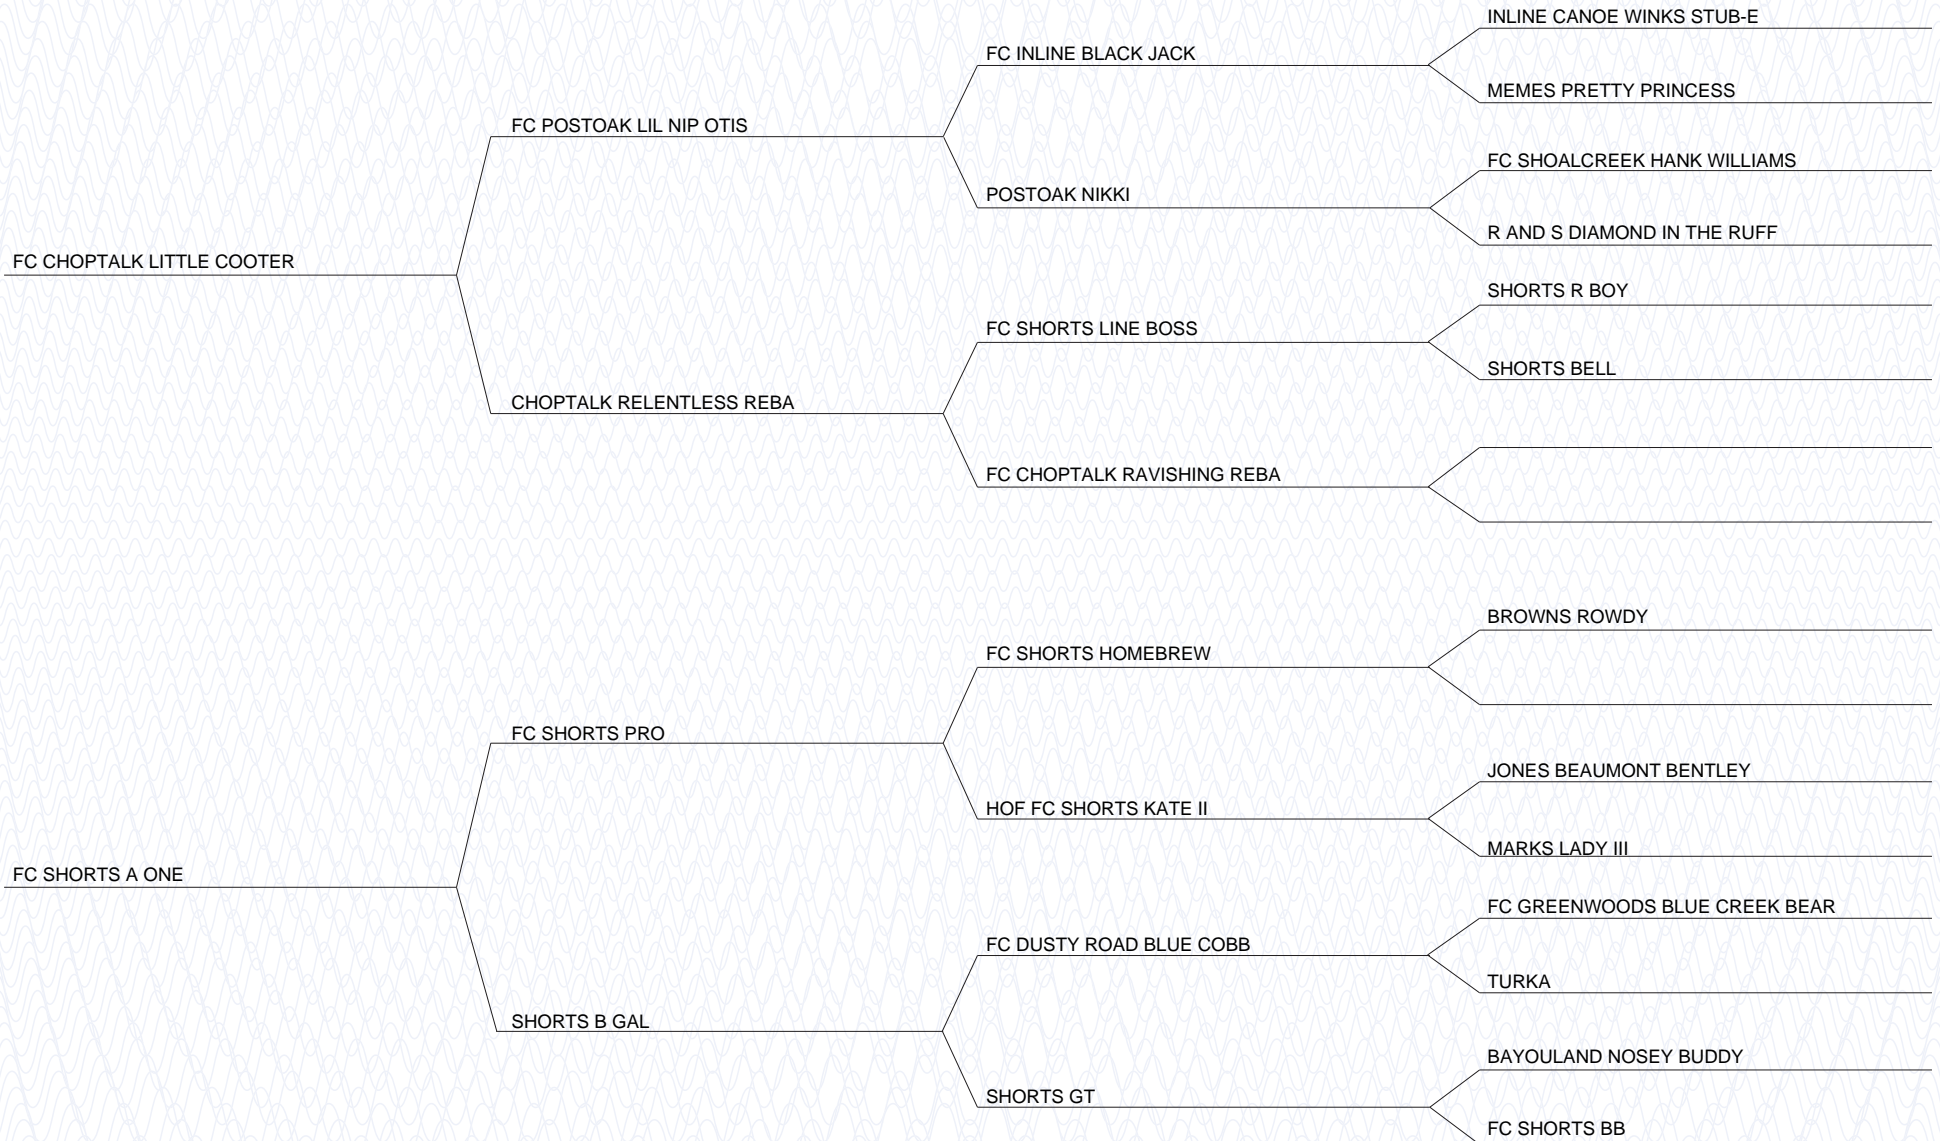 INLINE CANOE WINKS STUB-E
FC INLINE BLACK JACK
MEMES PRETTY PRINCESS
FC POSTOAK LIL NIP OTIS
FC SHOALCREEK HANK WILLIAMS
POSTOAK NIKKI
R AND S DIAMOND IN THE RUFF
FC CHOPTALK LITTLE COOTER
SHORTS R BOY
FC SHORTS LINE BOSS
SHORTS BELL
CHOPTALK RELENTLESS REBA
FC CHOPTALK RAVISHING REBA
BROWNS ROWDY
FC SHORTS HOMEBREW
FC SHORTS PRO
JONES BEAUMONT BENTLEY
HOF FC SHORTS KATE II
MARKS LADY III
FC SHORTS A ONE
FC GREENWOODS BLUE CREEK BEAR
FC DUSTY ROAD BLUE COBB
TURKA
SHORTS B GAL
BAYOULAND NOSEY BUDDY
SHORTS GT
FC SHORTS BB